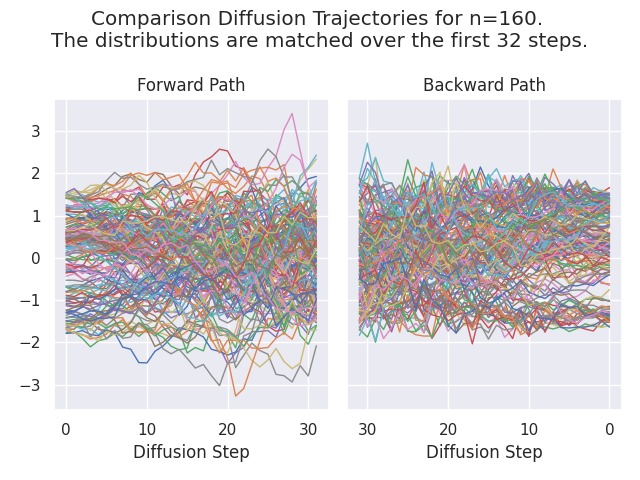 Comparison Diffusion Trajectories for n=160.
The distributions are matched over the first 32 steps.
Forward Path
Backward Path
3
2
1
0
−1
−2
−3
0 10 20 30
30 20 10 0
Diffusion Step
Diffusion Step